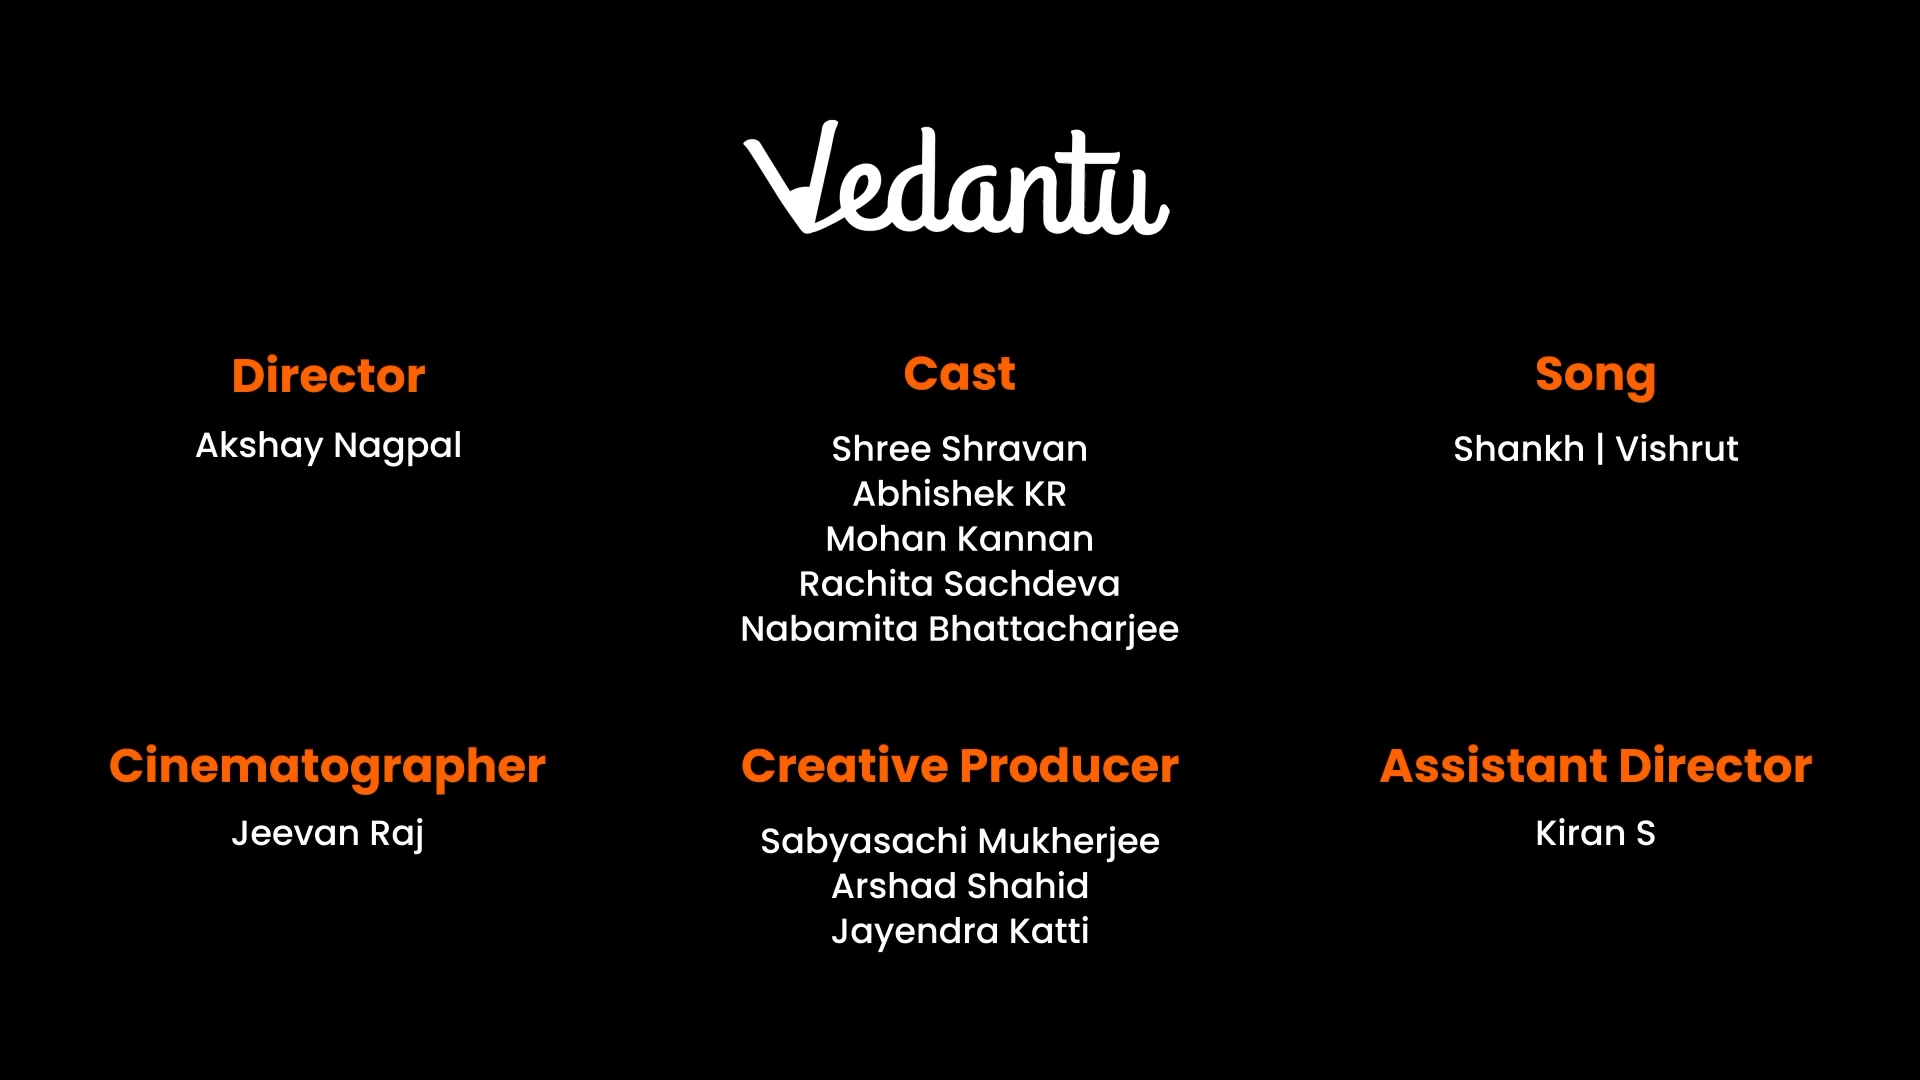 Vedantu
Director
Akshay Nagpal
Cast
Shree Shravan
Abhishek KR
Mohan Kannan
Rachita Sachdeva
Nabamita Bhattacharjee
Song
Shankh | Vishrut
Cinematographer
Jeevan Raj
Creative Producer
Sabyasachi Mukherjee
Arshad Shahid
Jayendra Katti
Assistant Director
Kiran S